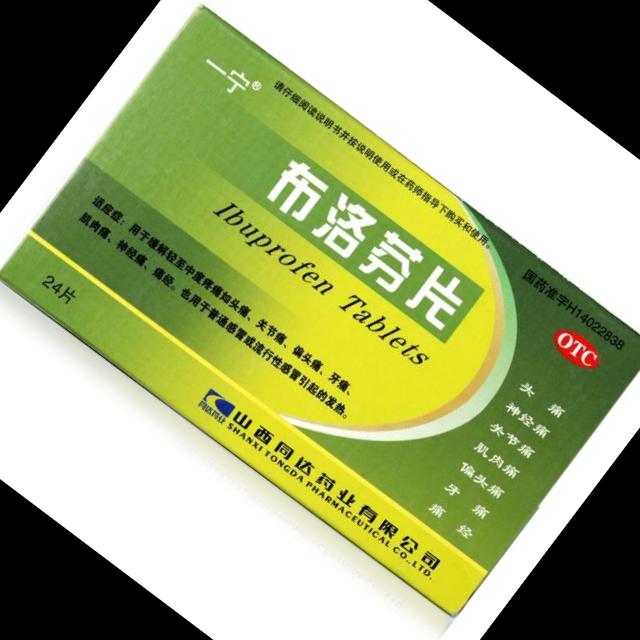 一宁®
请仔细阅读说明书并按说明使用或在药师指导下购买和使用。
布洛芬片
Ibuprofen Tablets
国药准字H14022838
OTC
适应症：用于缓解轻至中度疼痛如头痛、关节痛、偏头痛、牙痛、
肌肉痛、神经痛、痛经。也用于普通感冒或流行性感冒引起的发热。
头痛
神经痛
关节痛
肌肉痛
偏头痛
牙痛
痛经
24片
同达药业
山西同达药业有限公司
SHANXI TONGDA PHARMACEUTICAL CO.,LTD.